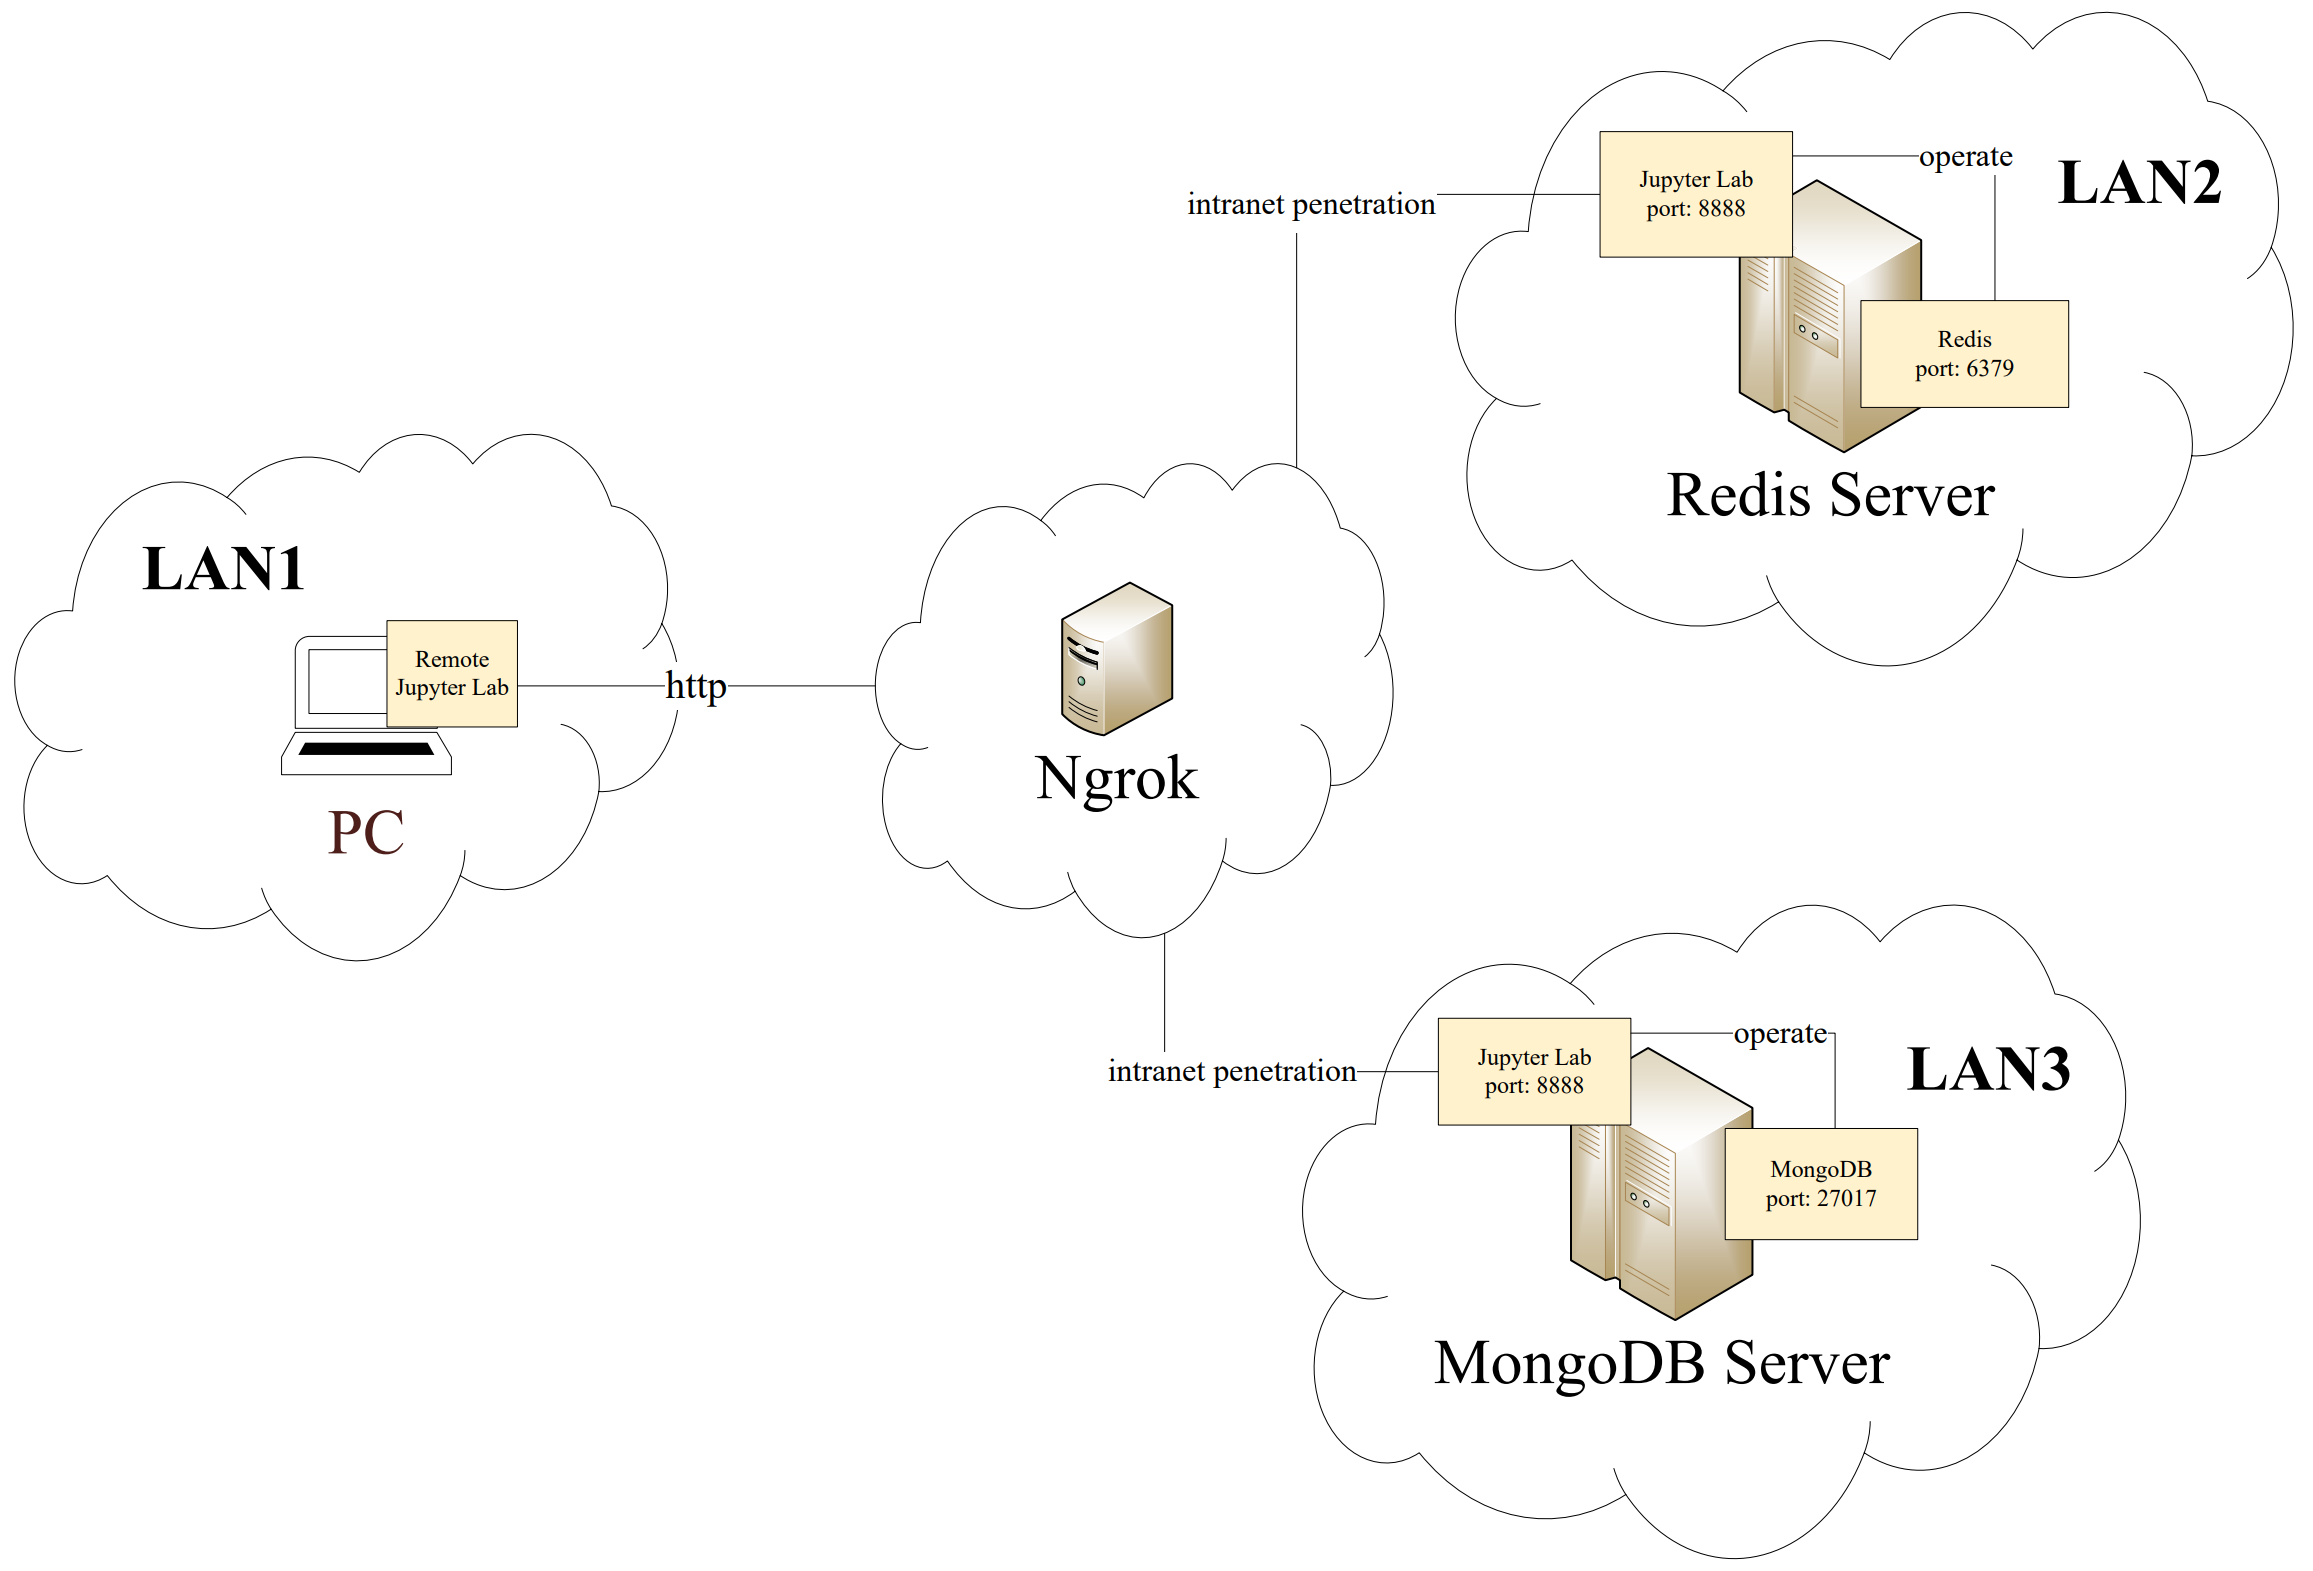 LAN1
Remote
Jupyter Lab
PC
http
Ngrok
intranet penetration
Jupyter Lab
port: 8888
operate
LAN2
Redis
port: 6379
Redis Server
intranet penetration
Jupyter Lab
port: 8888
operate
LAN3
MongoDB
port: 27017
MongoDB Server